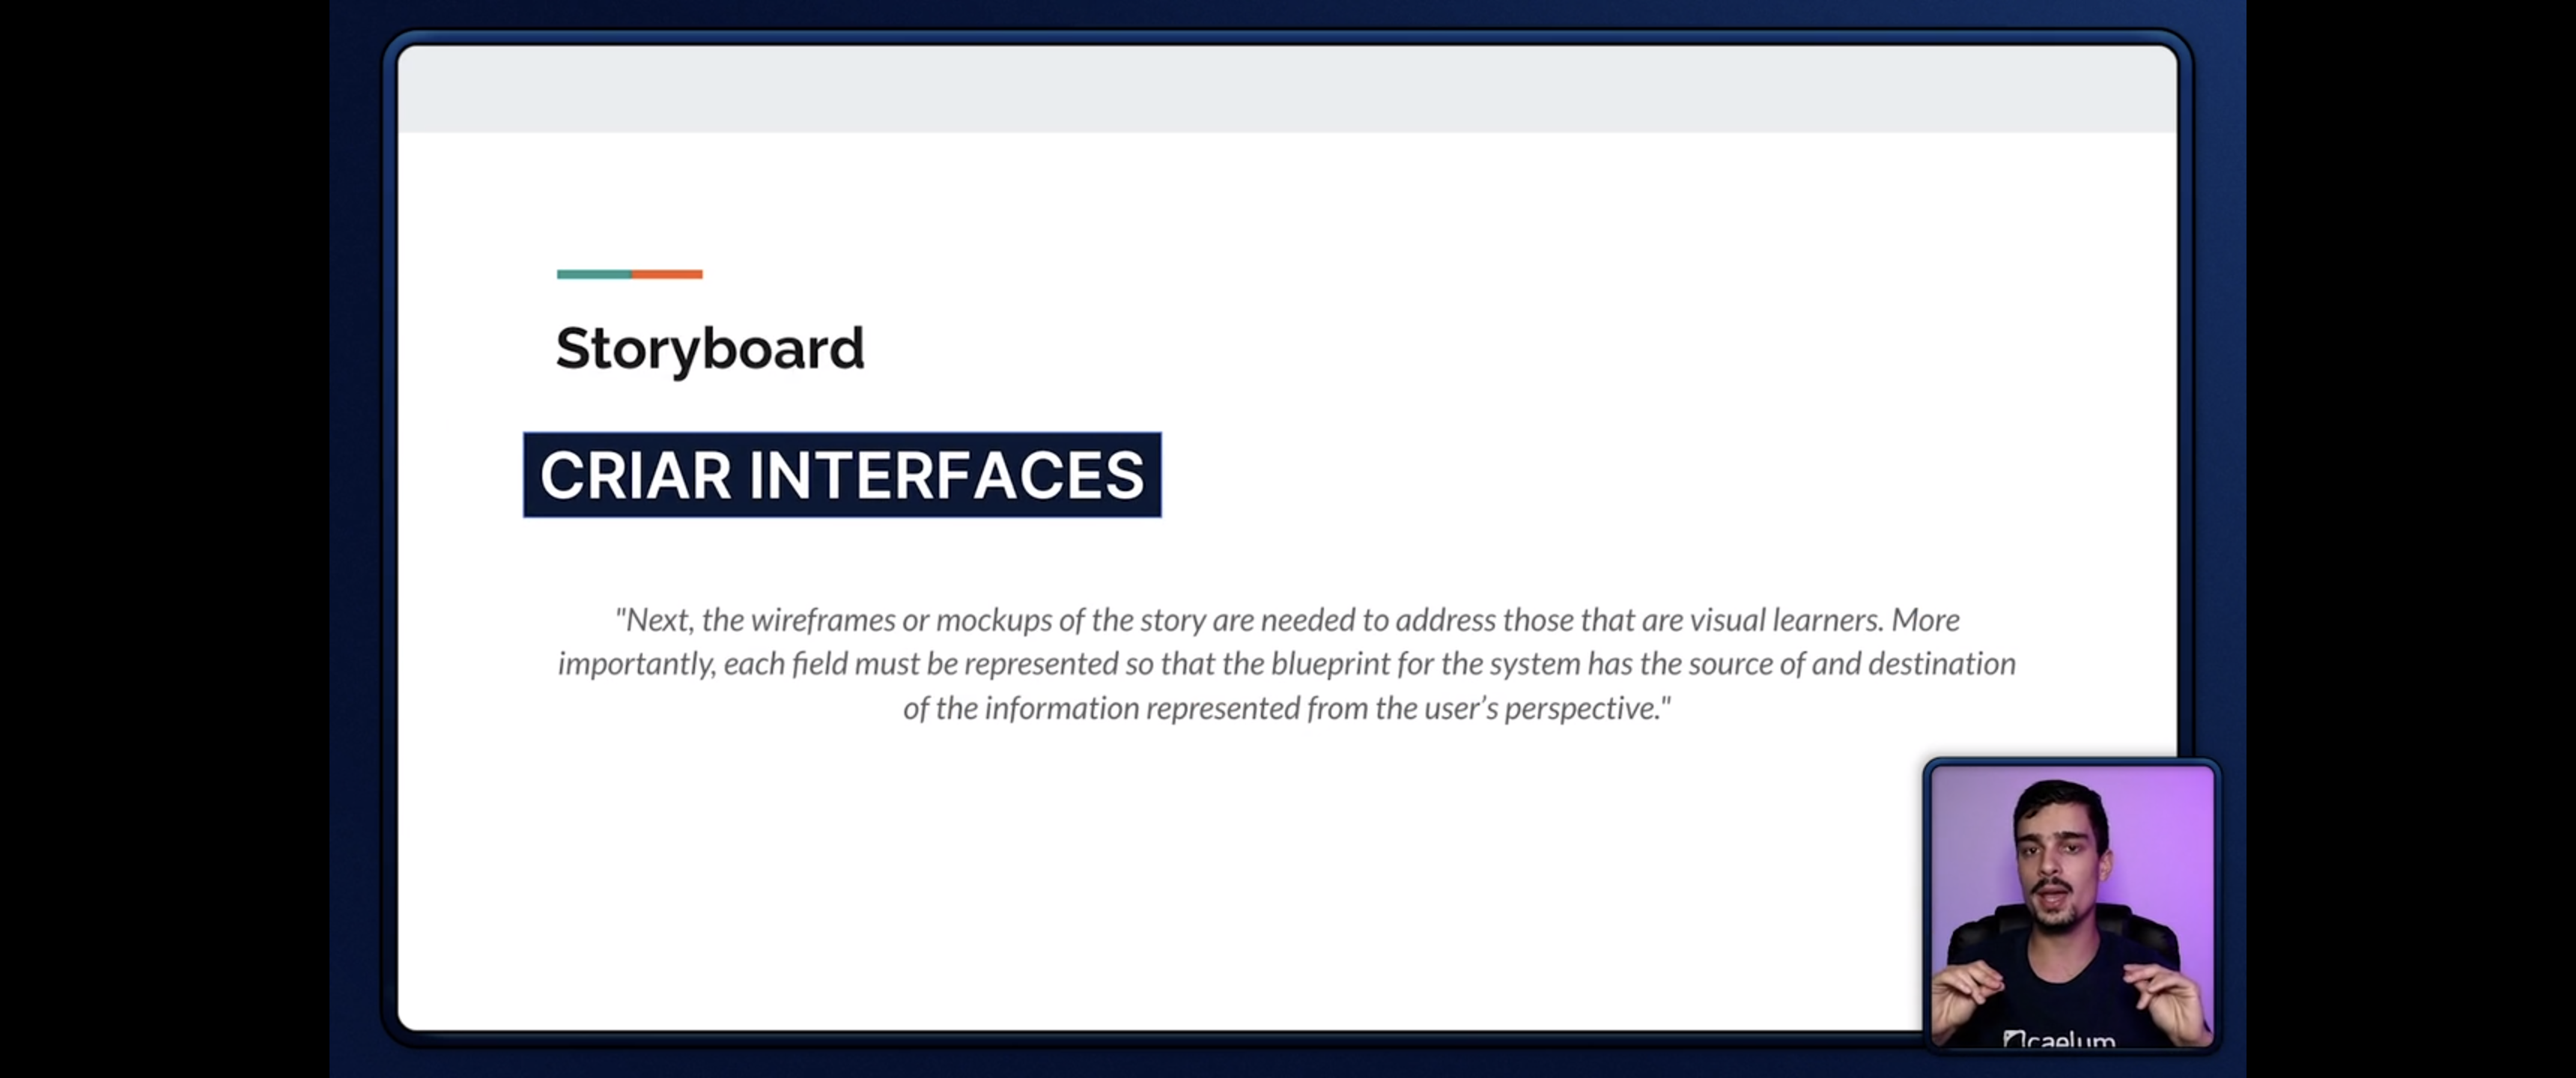 Storyboard
CRIAR INTERFACES
"Next, the wireframes or mockups of the story are needed to address those that are visual learners. More
importantly, each field must be represented so that the blueprint for the system has the source of and destination
of the information represented from the user’s perspective."
caelum